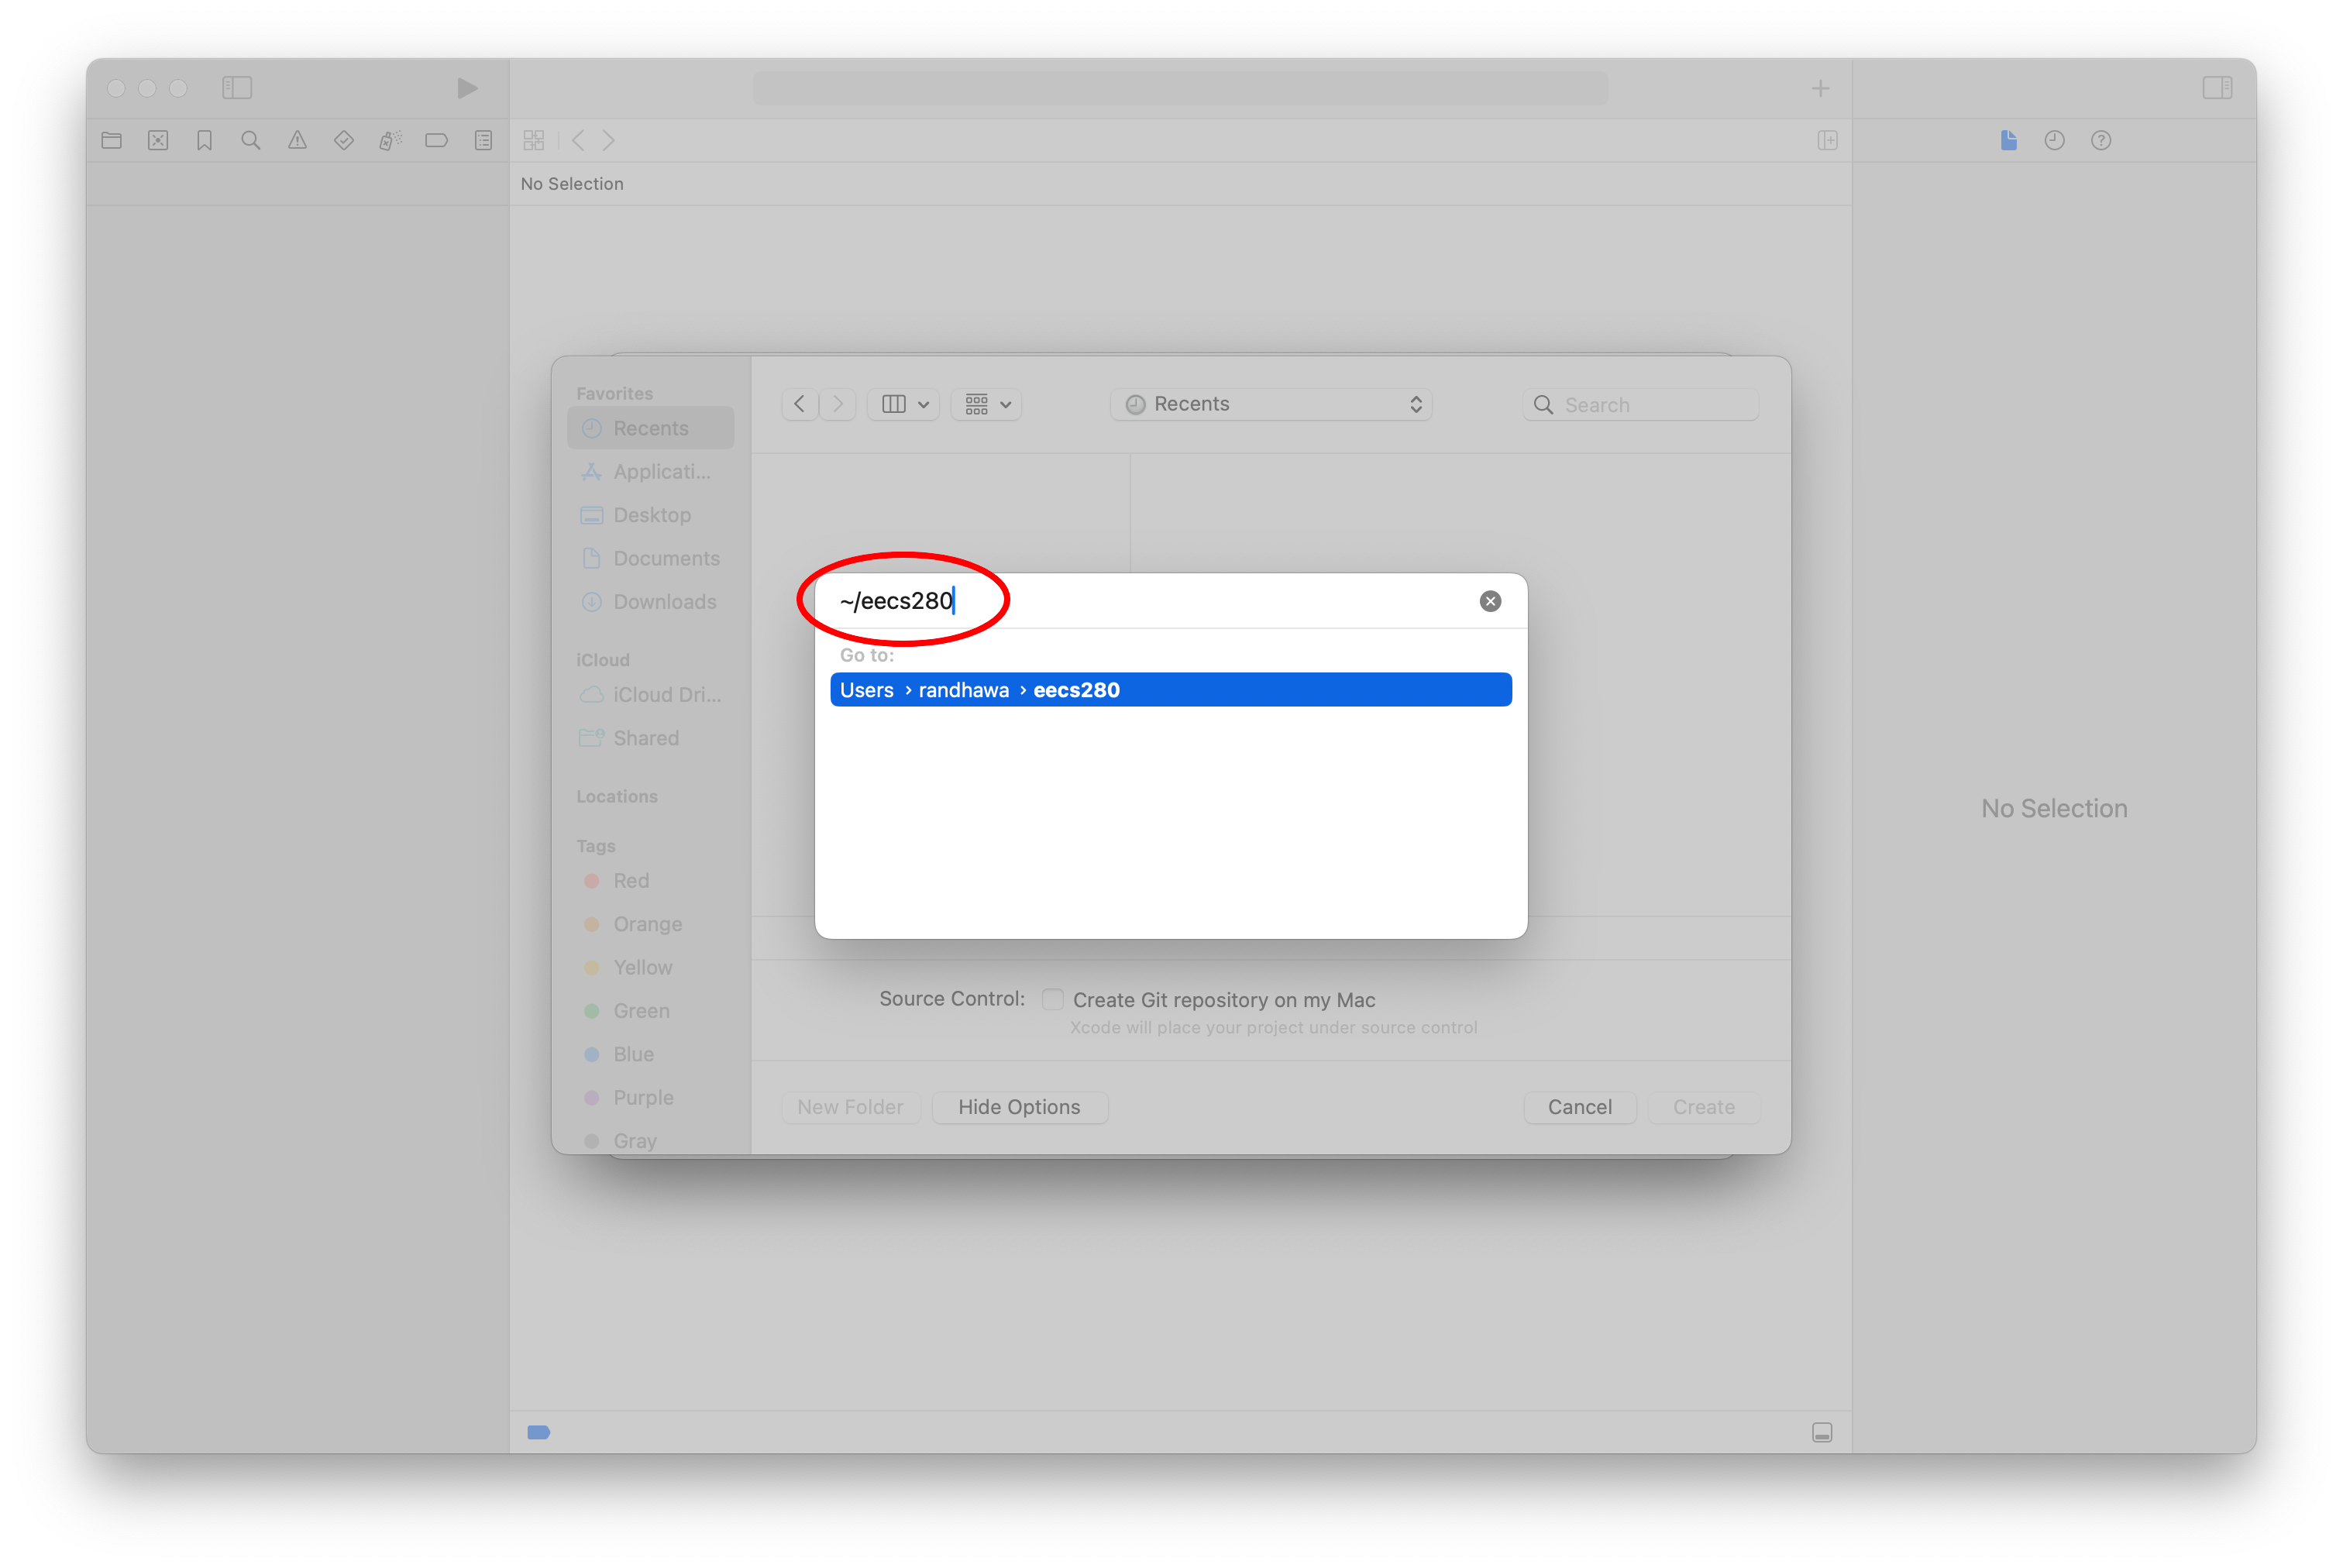 No Selection
Favorites
Recents
Applicati...
Desktop
Documents
Downloads
iCloud
iCloud Dri...
Shared
Locations
Tags
Red
Orange
Yellow
Green
Blue
Purple
Gray
Recents
Search
~/eecs280
Go to:
Users › randhawa › eecs280
Source Control: Create Git repository on my Mac
Xcode will place your project under source control
New Folder Hide Options Cancel Create
No Selection